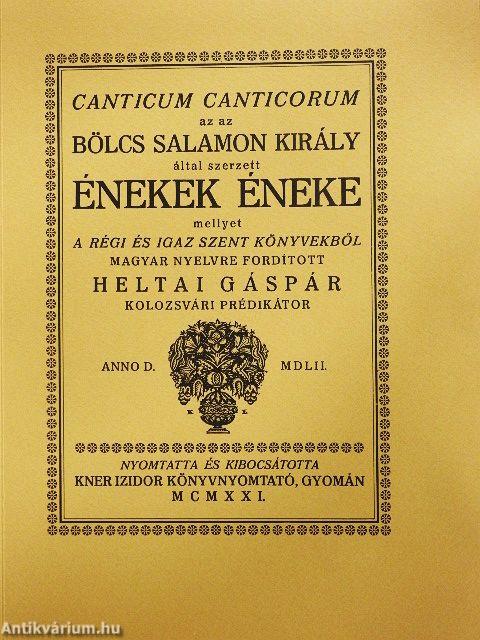 CANTICUM CANTICORUM
az az
BÖLCS SALAMON KIRÁLY
által szerzett
ÉNEKEK ÉNEKE
mellyet
A RÉGI ÉS IGAZ SZENT KÖNYVEKBŐL
MAGYAR NYELVRE FORDÍTOTT
HELTAI GÁSPÁR
KOLOZSVÁRI PRÉDIKÁTOR
ANNO D. MDLII.
K L
NYOMTATTA ÉS KIBOCSÁTOTTA
KNER IZIDOR KÖNYVNYOMTATÓ, GYOMÁN
MCMXXI.
Antikvárium.hu